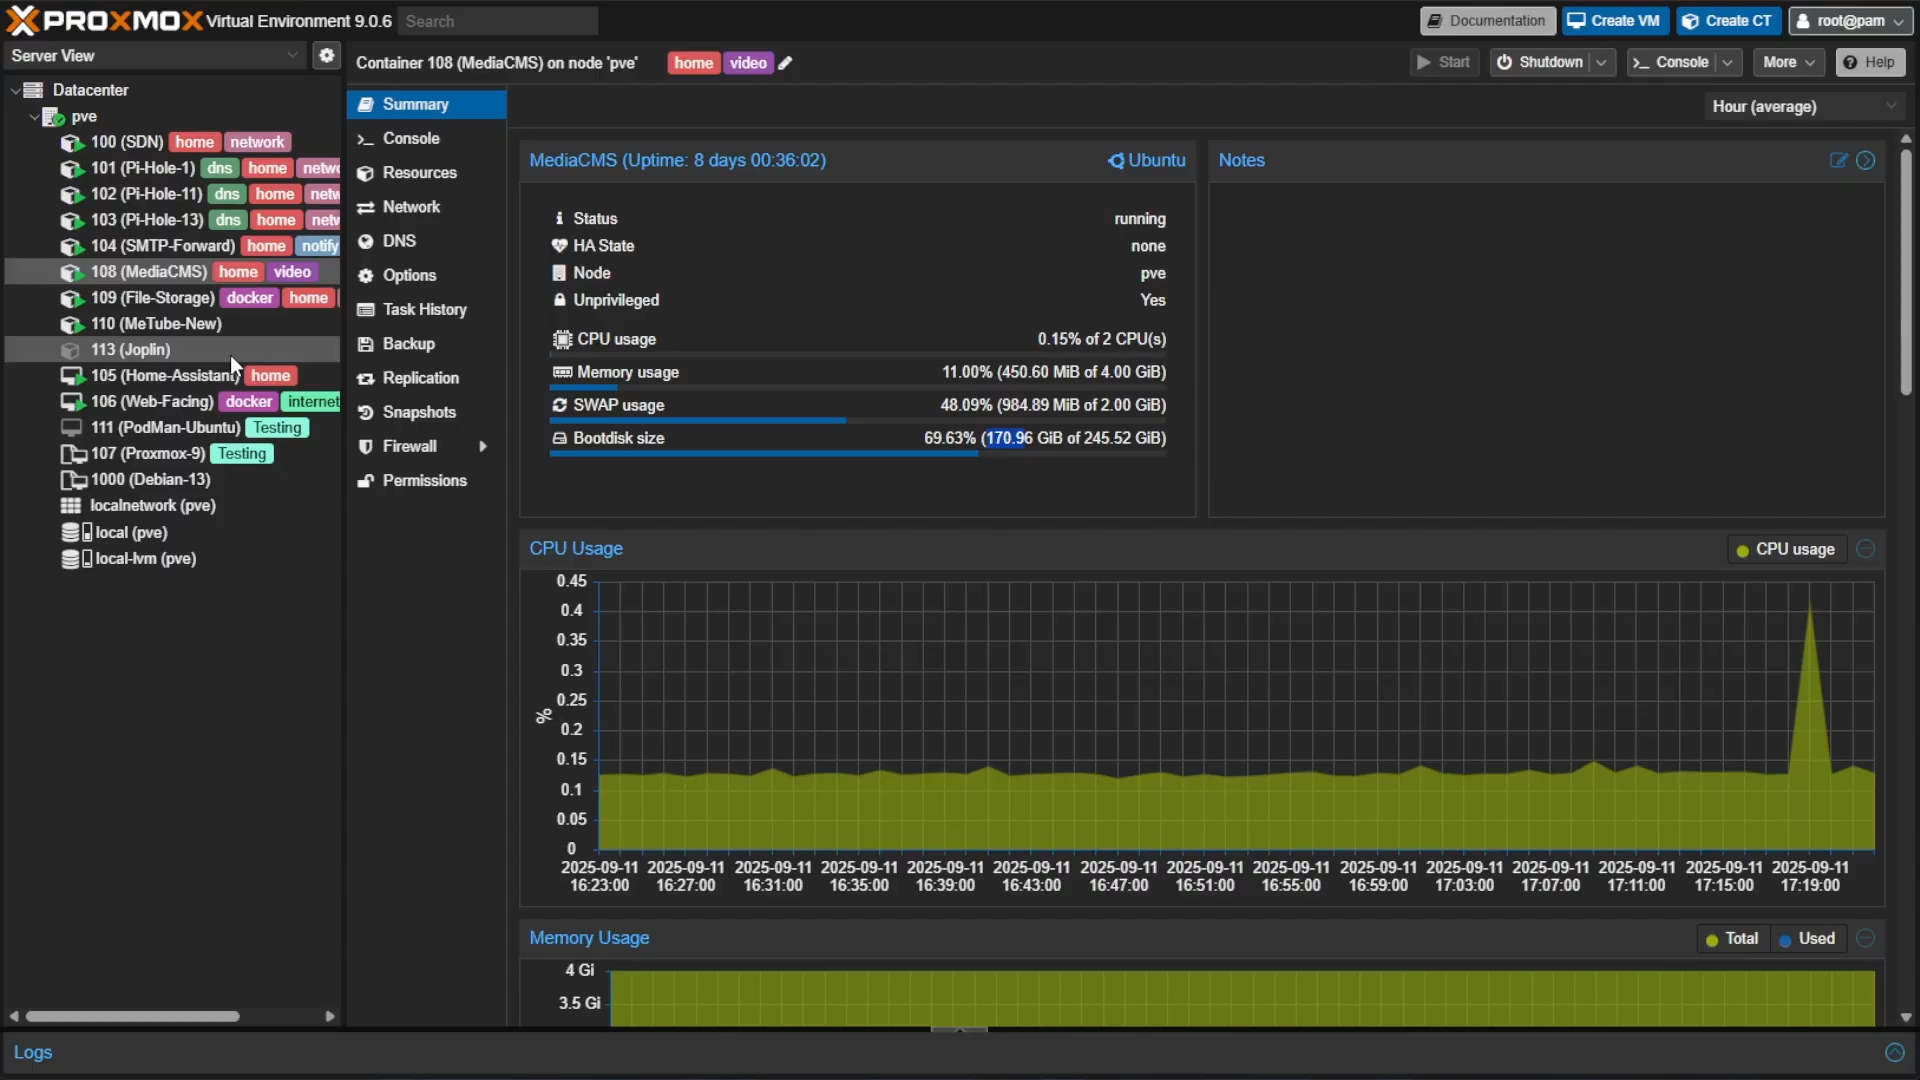 PROXMOX Virtual Environment 9.0.6 Search Documentation Create VM Create CT root@pam
Server View
Container 108 (MediaCMS) on node 'pve' home video Start Shutdown Console More Help
Datacenter
pve
100 (SDN) home network
101 (Pi-Hole-1) dns home netwo
102 (Pi-Hole-11) dns home netw
103 (Pi-Hole-13) dns home netv
104 (SMTP-Forward) home notify
108 (MediaCMS) home video
109 (File-Storage) docker home
110 (MeTube-New)
113 (Joplin)
105 (Home-Assistant) home
106 (Web-Facing) docker internet
111 (PodMan-Ubuntu) Testing
107 (Proxmox-9) Testing
1000 (Debian-13)
localnetwork (pve)
local (pve)
local-lvm (pve)
Summary
Console
Resources
Network
DNS
Options
Task History
Backup
Replication
Snapshots
Firewall
Permissions
Hour (average)
MediaCMS (Uptime: 8 days 00:36:02) Ubuntu
Status running
HA State none
Node pve
Unprivileged Yes
CPU usage 0.15% of 2 CPU(s)
Memory usage 11.00% (450.60 MiB of 4.00 GiB)
SWAP usage 48.09% (984.89 MiB of 2.00 GiB)
Bootdisk size 69.63% (170.96 GiB of 245.52 GiB)
Notes
CPU Usage CPU usage
0.45
0.4
0.35
0.3
0.25
0.2
0.15
0.1
0.05
0
%
2025-09-11 2025-09-11 2025-09-11 2025-09-11 2025-09-11 2025-09-11 2025-09-11 2025-09-11 2025-09-11 2025-09-11 2025-09-11 2025-09-11 2025-09-11 2025-09-11 2025-09-11
16:23:00 16:27:00 16:31:00 16:35:00 16:39:00 16:43:00 16:47:00 16:51:00 16:55:00 16:59:00 17:03:00 17:07:00 17:11:00 17:15:00 17:19:00
Memory Usage Total Used
4 Gi
3.5 Gi
Logs